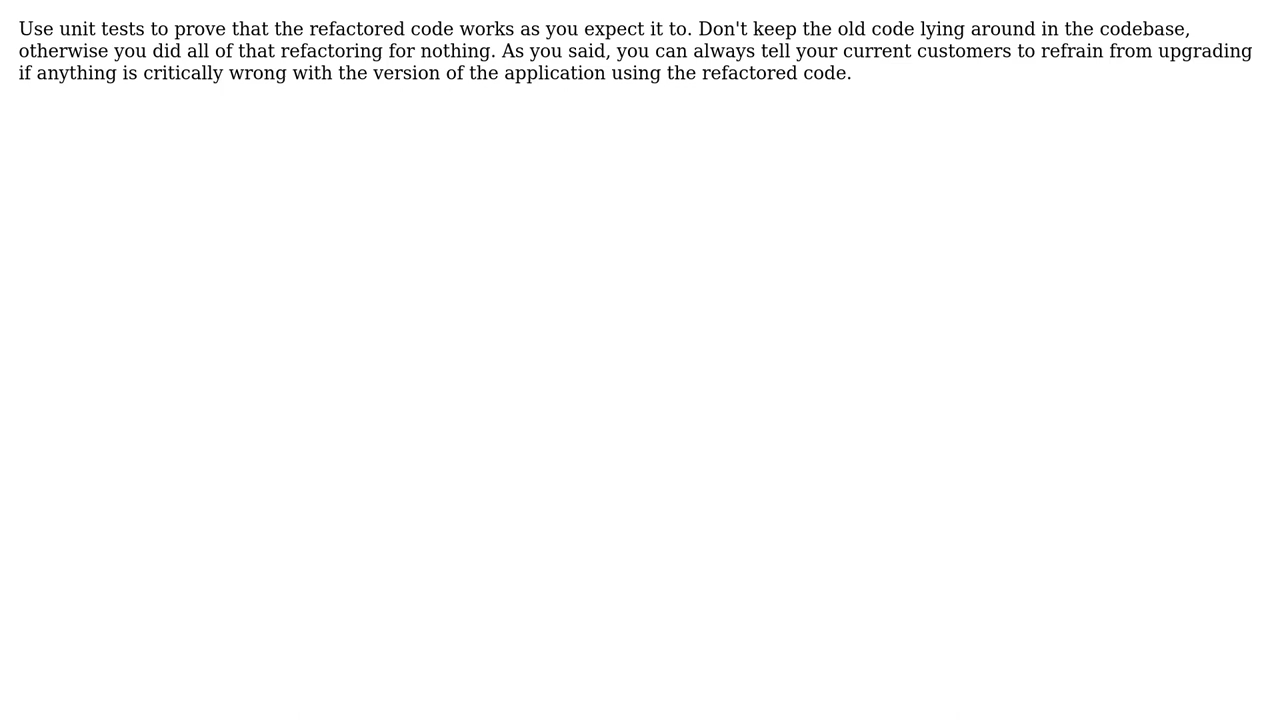 Use unit tests to prove that the refactored code works as you expect it to. Don't keep the old code lying around in the codebase,
otherwise you did all of that refactoring for nothing. As you said, you can always tell your current customers to refrain from upgrading
if anything is critically wrong with the version of the application using the refactored code.